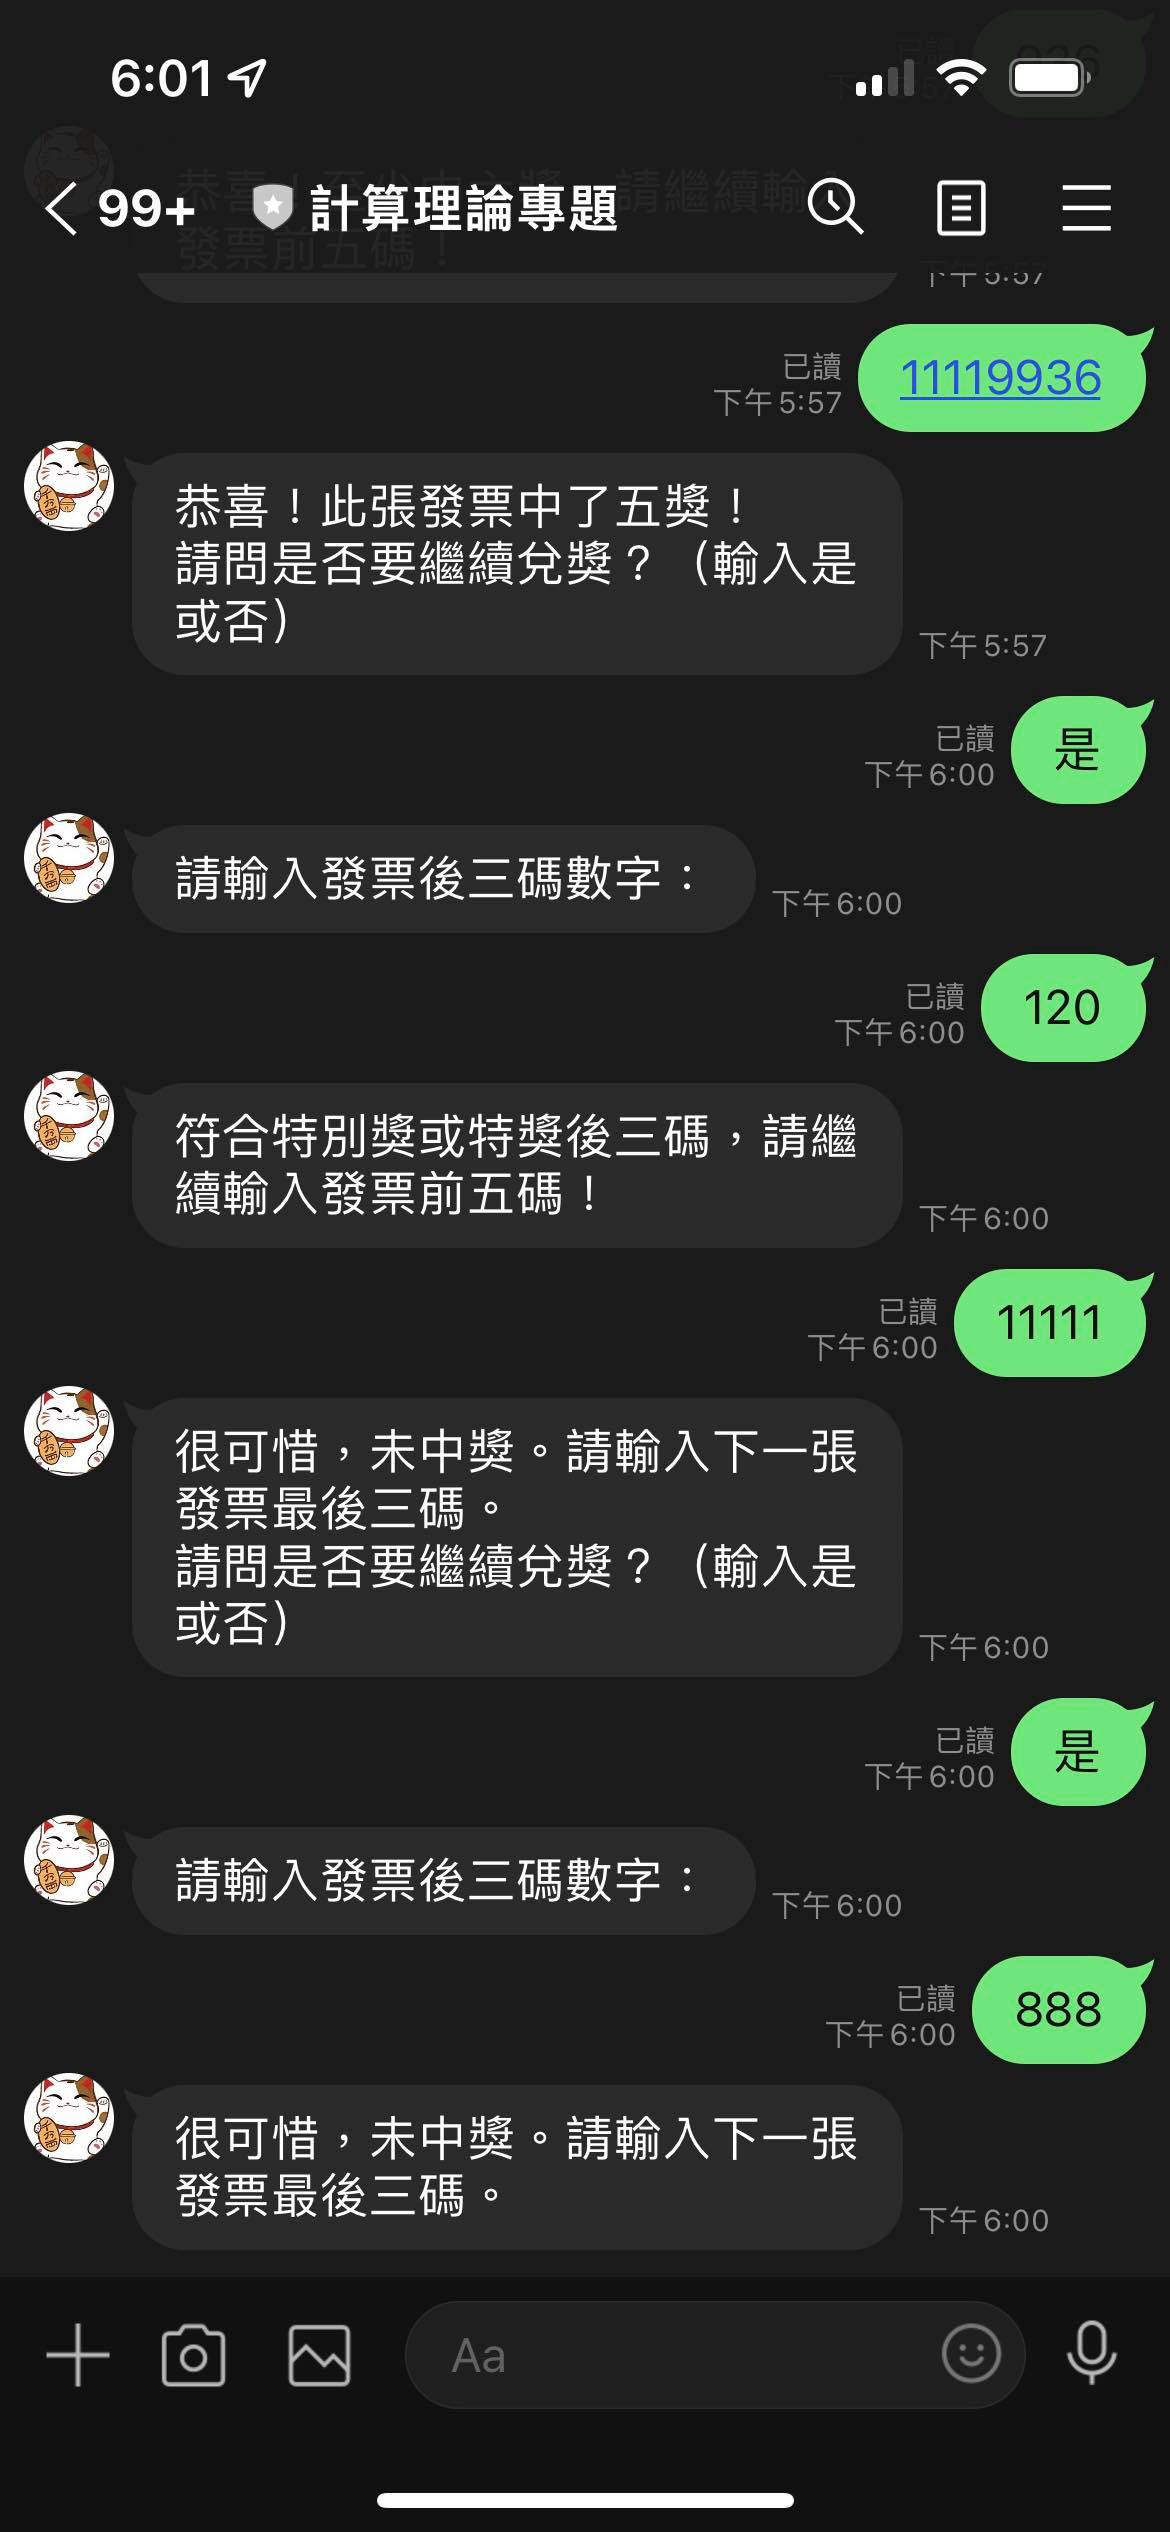 6:01
99+
計算理論專題
發票前五碼！
下午5:57
已讀
下午5:57
11119936
恭喜！此張發票中了五獎！
請問是否要繼續兌獎？（輸入是
或否）
下午5:57
已讀
下午6:00
是
請輸入發票後三碼數字：
下午6:00
已讀
下午6:00
120
符合特別獎或特獎後三碼，請繼
續輸入發票前五碼！
下午6:00
已讀
下午6:00
11111
很可惜，未中獎。請輸入下一張
發票最後三碼。
請問是否要繼續兌獎？（輸入是
或否）
下午6:00
已讀
下午6:00
是
請輸入發票後三碼數字：
下午6:00
已讀
下午6:00
888
很可惜，未中獎。請輸入下一張
發票最後三碼。
下午6:00
Aa